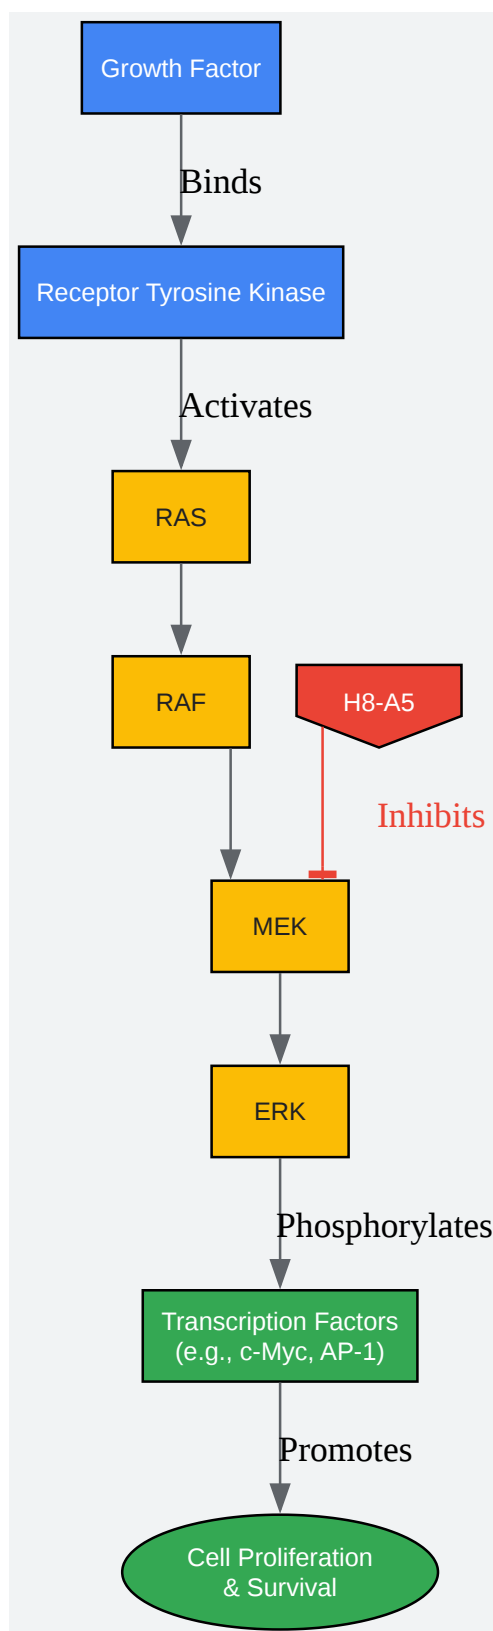 Growth Factor
Binds
Receptor Tyrosine Kinase
Activates
RAS
RAF
H8-A5
Inhibits
MEK
ERK
Phosphorylates
Transcription Factors
(e.g., c-Myc, AP-1)
Promotes
Cell Proliferation
& Survival